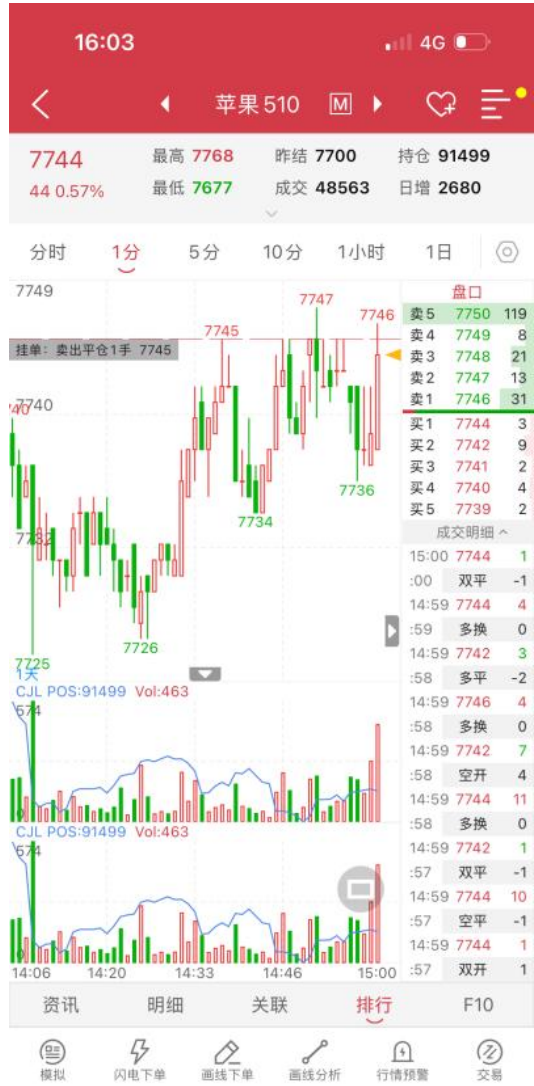 16:03 4G
苹果510 M
7744 最高 7768 昨结 7700 持仓 91499
44 0.57% 最低 7677 成交 48563 日增 2680
分时 1分 5分 10分 1小时 1日
7749
7747
7746
7745
挂单：卖出平仓1手 7745
7740
7736
7734
7732
7726
7725
1天
盘口
卖5 7750 119
卖4 7749 8
卖3 7748 21
卖2 7747 13
卖1 7746 31
买1 7744 3
买2 7742 9
买3 7741 2
买4 7740 4
买5 7739 2
成交明细
15:00 7744 1
:00 双平 -1
14:59 7744 4
:59 多换 0
14:59 7742 3
:58 多平 -2
14:59 7746 4
:58 多换 0
14:59 7742 7
:58 空开 4
14:59 7744 11
:58 多换 0
14:59 7742 1
:57 双平 -1
14:59 7744 10
:57 空平 -1
14:59 7744 1
:57 双开 1
CJL POS:91499 Vol:463
574
0
CJL POS:91499 Vol:463
574
0
14:06 14:20 14:33 14:46 15:00
资讯 明细 关联 排行 F10
模拟 闪电下单 画线下单 画线分析 行情预警 交易